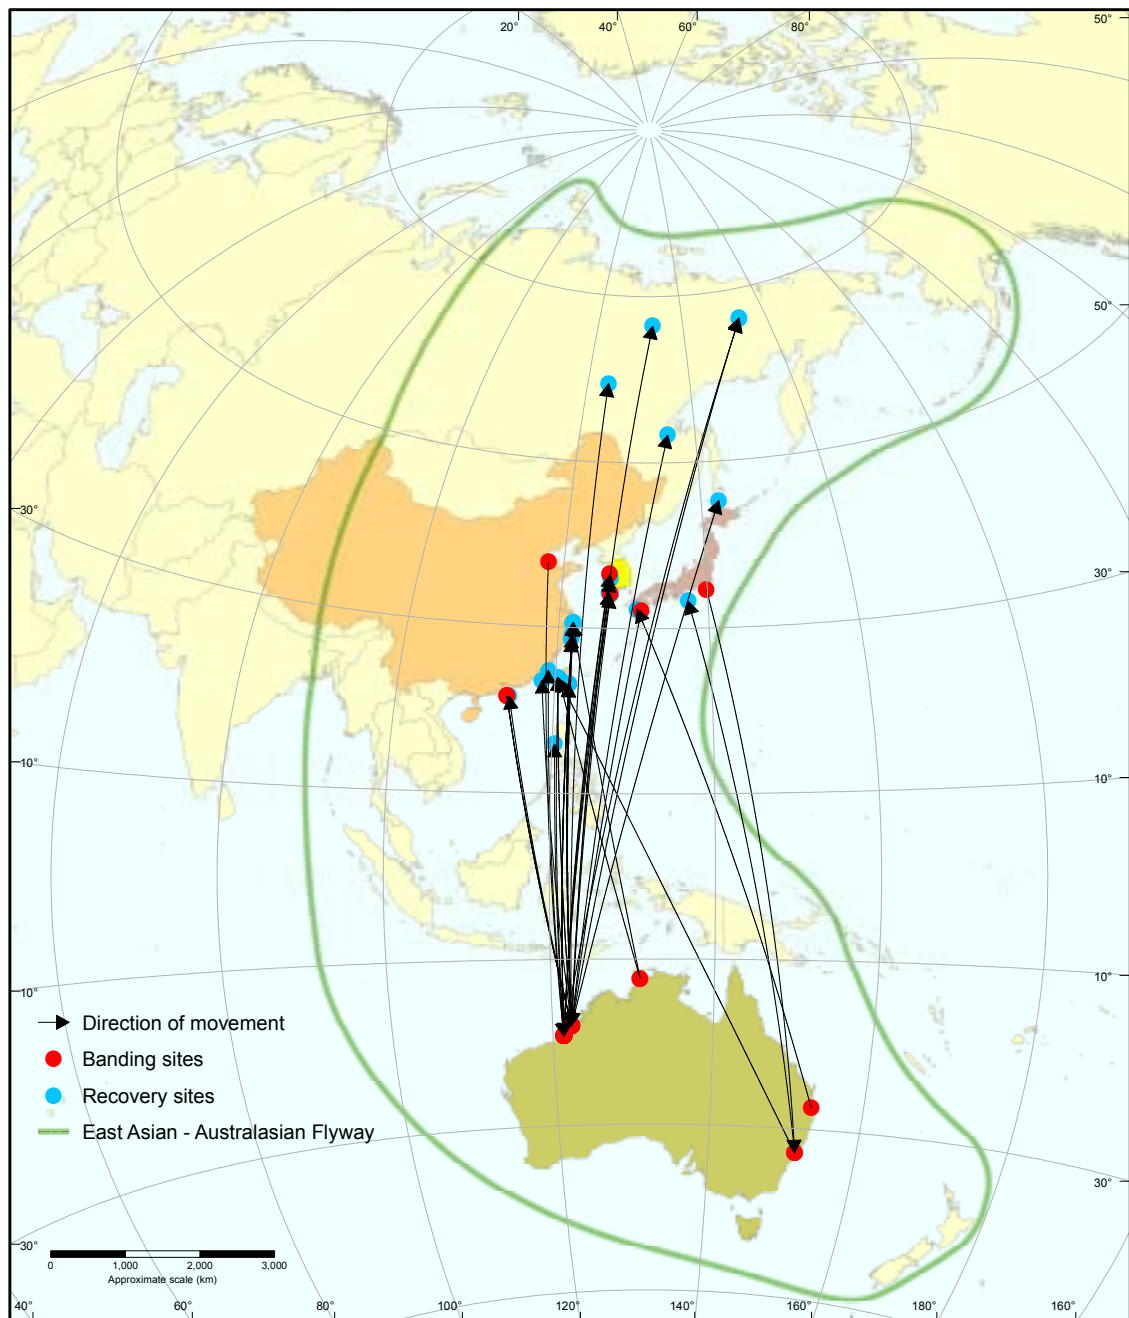 20° 40° 60° 80° 50°
50°
30° 30°
10° 10°
10° 10°
Direction of movement
Banding sites
Recovery sites
East Asian - Australasian Flyway
30°
30°
0 1,000 2,000 3,000
Approximate scale (km)
40° 60° 80° 100° 120° 140° 160° 180° 160°